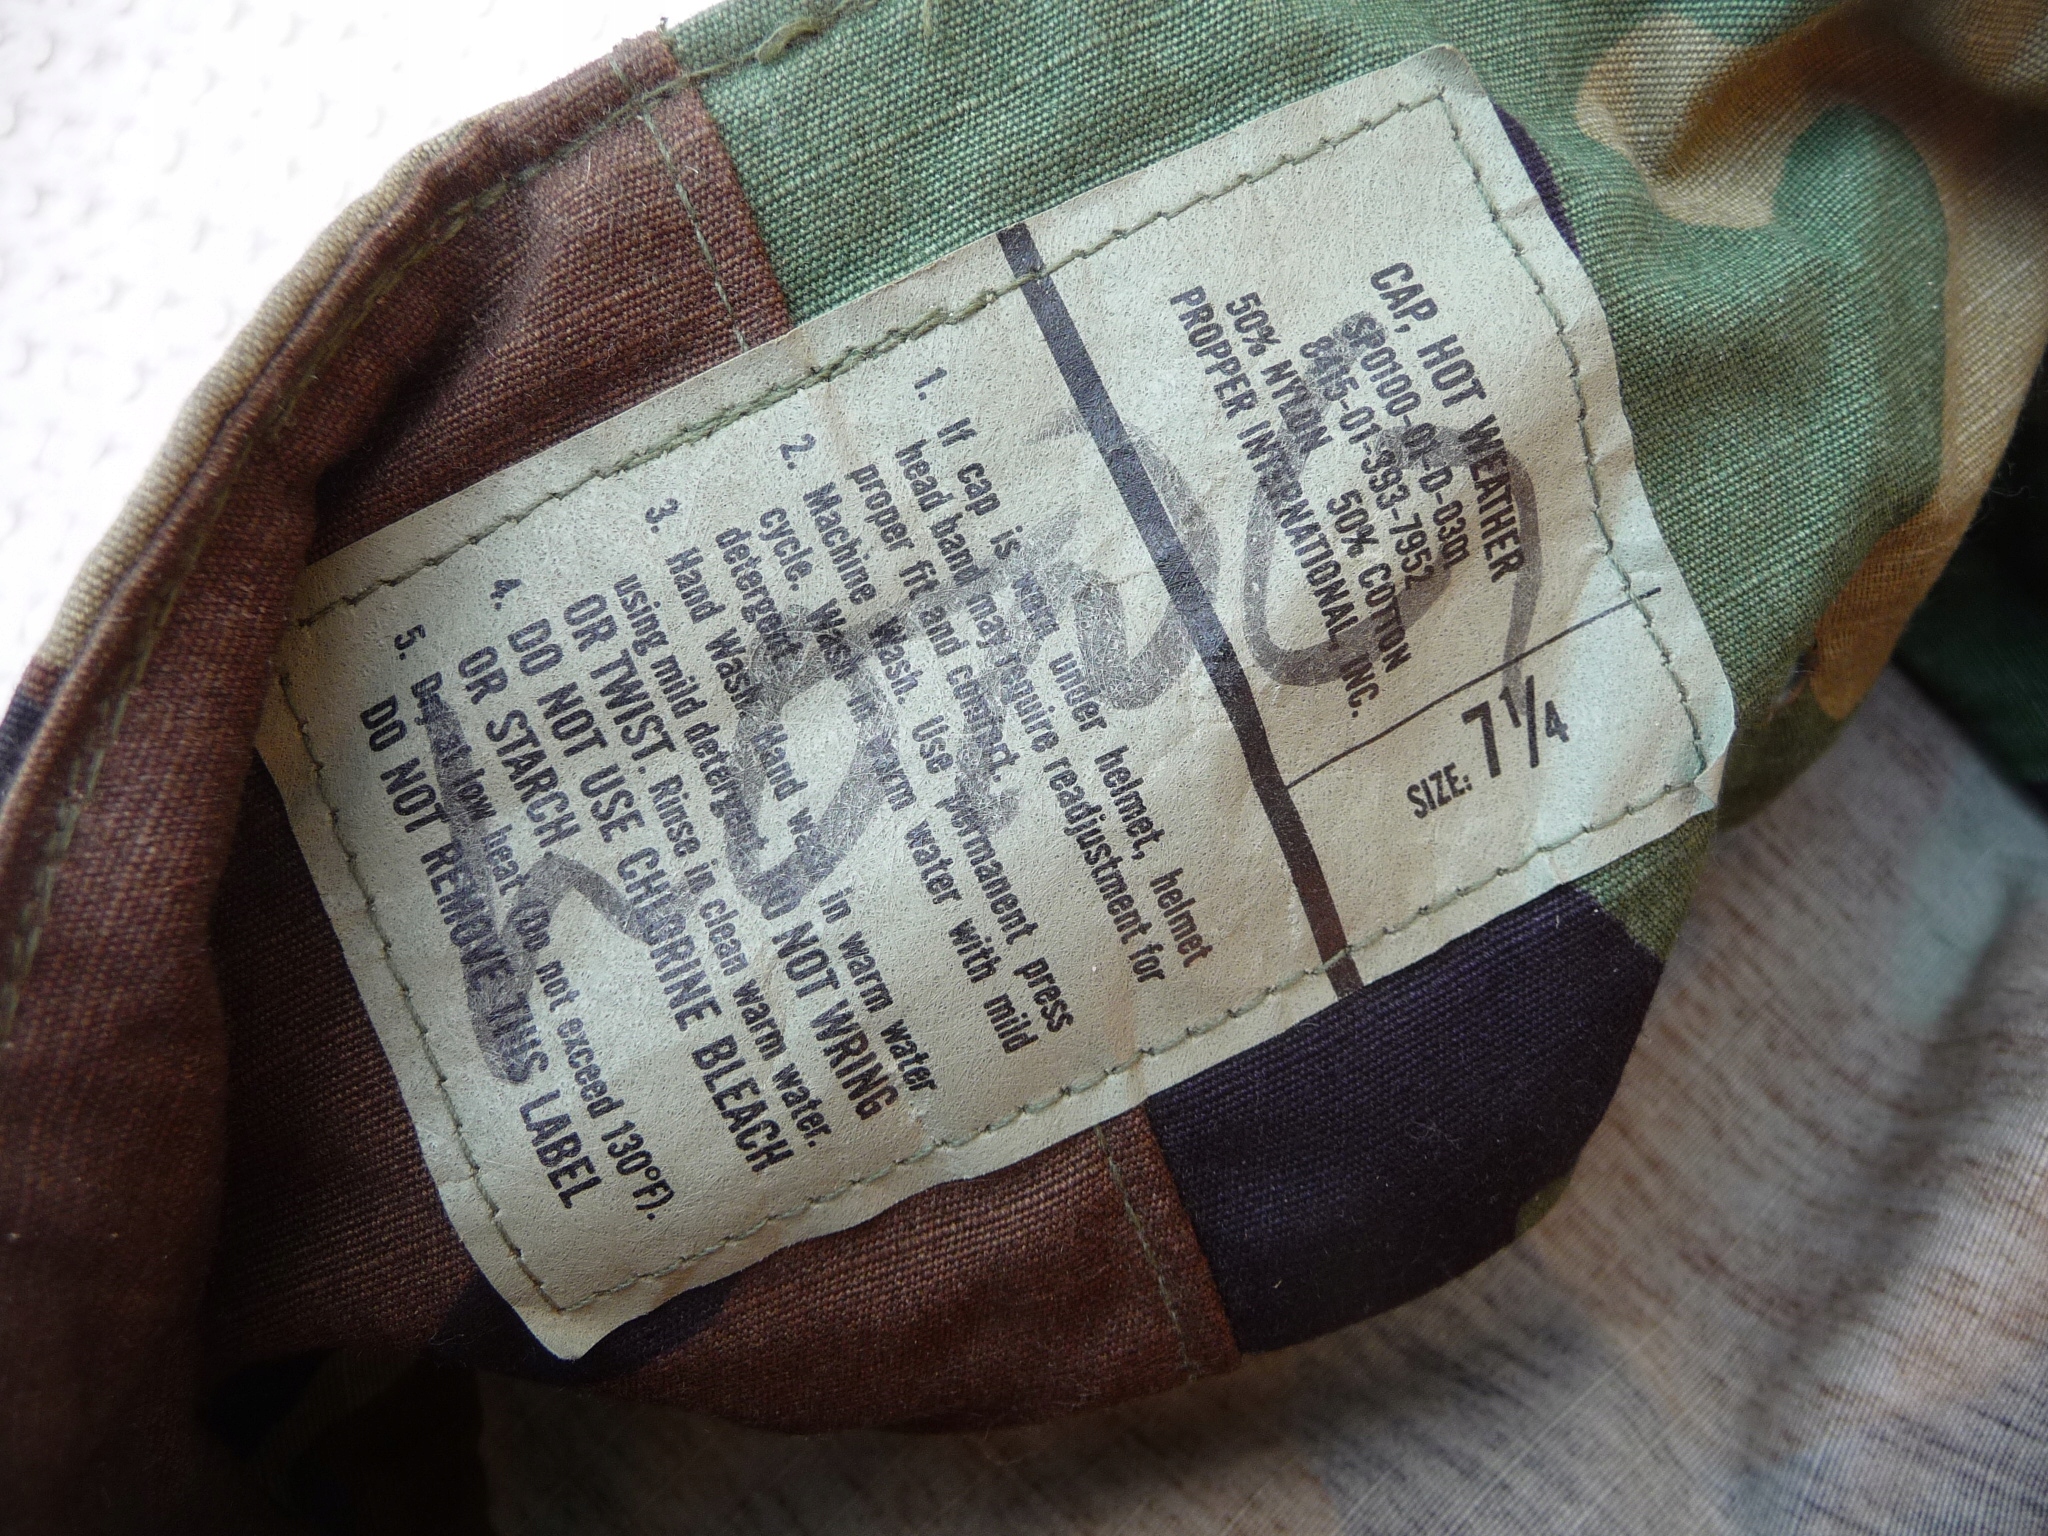 CAP, HOT WEATHER
SP0100-01-D-0301
8415-01-393-7952
50% NYLON 50% COTTON
PROPPER INTERNATIONAL, INC.
SIZE: 7 1/4
1. If cap is worn under helmet, helmet
head band may require readjustment for
proper fit and comfort.
2. Machine Wash. Use permanent press
cycle. Wash in warm water with mild
detergent.
3. Hand Wash. Hand wash in warm water
using mild detergent. DO NOT WRING
OR TWIST. Rinse in clean warm water.
4. DO NOT USE CHLORINE BLEACH
OR STARCH
5. Dry at low heat (Do not exceed 130°F).
DO NOT REMOVE THIS LABEL